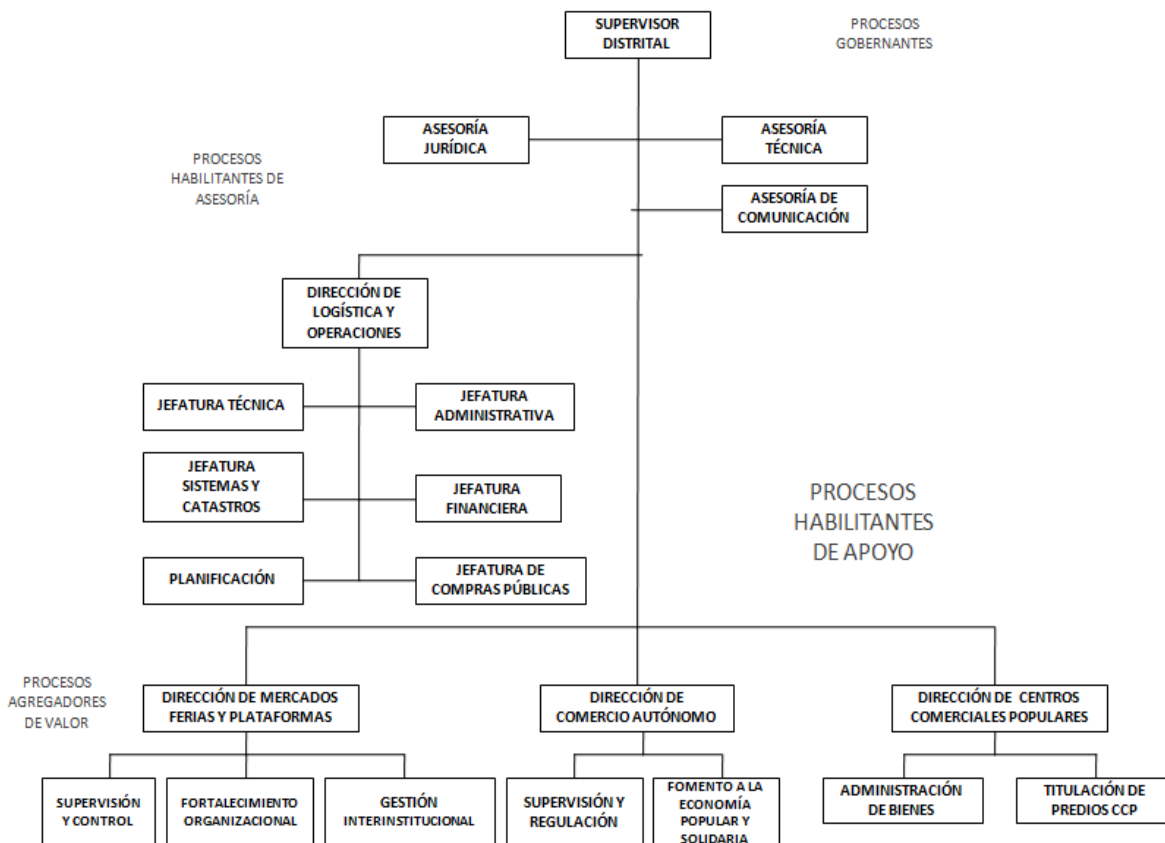 SUPERVISOR
DISTRITAL
PROCESOS
GOBERNANTES
ASESORÍA
JURÍDICA
ASESORÍA
TÉCNICA
PROCESOS
HABILITANTES DE
ASESORÍA
ASESORÍA DE
COMUNICACIÓN
DIRECCIÓN DE
LOGÍSTICA Y
OPERACIONES
JEFATURA TÉCNICA
JEFATURA
ADMINISTRATIVA
JEFATURA
SISTEMAS Y
CATASTROS
JEFATURA
FINANCIERA
PROCESOS
HABILITANTES
DE APOYO
PLANIFICACIÓN
JEFATURA DE
COMPRAS PÚBLICAS
PROCESOS
AGREGADORES
DE VALOR
DIRECCIÓN DE MERCADOS
FERIAS Y PLATAFORMAS
DIRECCIÓN DE
COMERCIO AUTÓNOMO
DIRECCIÓN DE CENTROS
COMERCIALES POPULARES
SUPERVISIÓN
Y CONTROL
FORTALECIMIENTO
ORGANIZACIONAL
GESTIÓN
INTERINSTITUCIONAL
SUPERVISIÓN Y
REGULACIÓN
FOMENTO A LA
ECONOMÍA
POPULAR Y
SOLIDARIA
ADMINISTRACIÓN
DE BIENES
TITULACIÓN DE
PREDIOS CCP